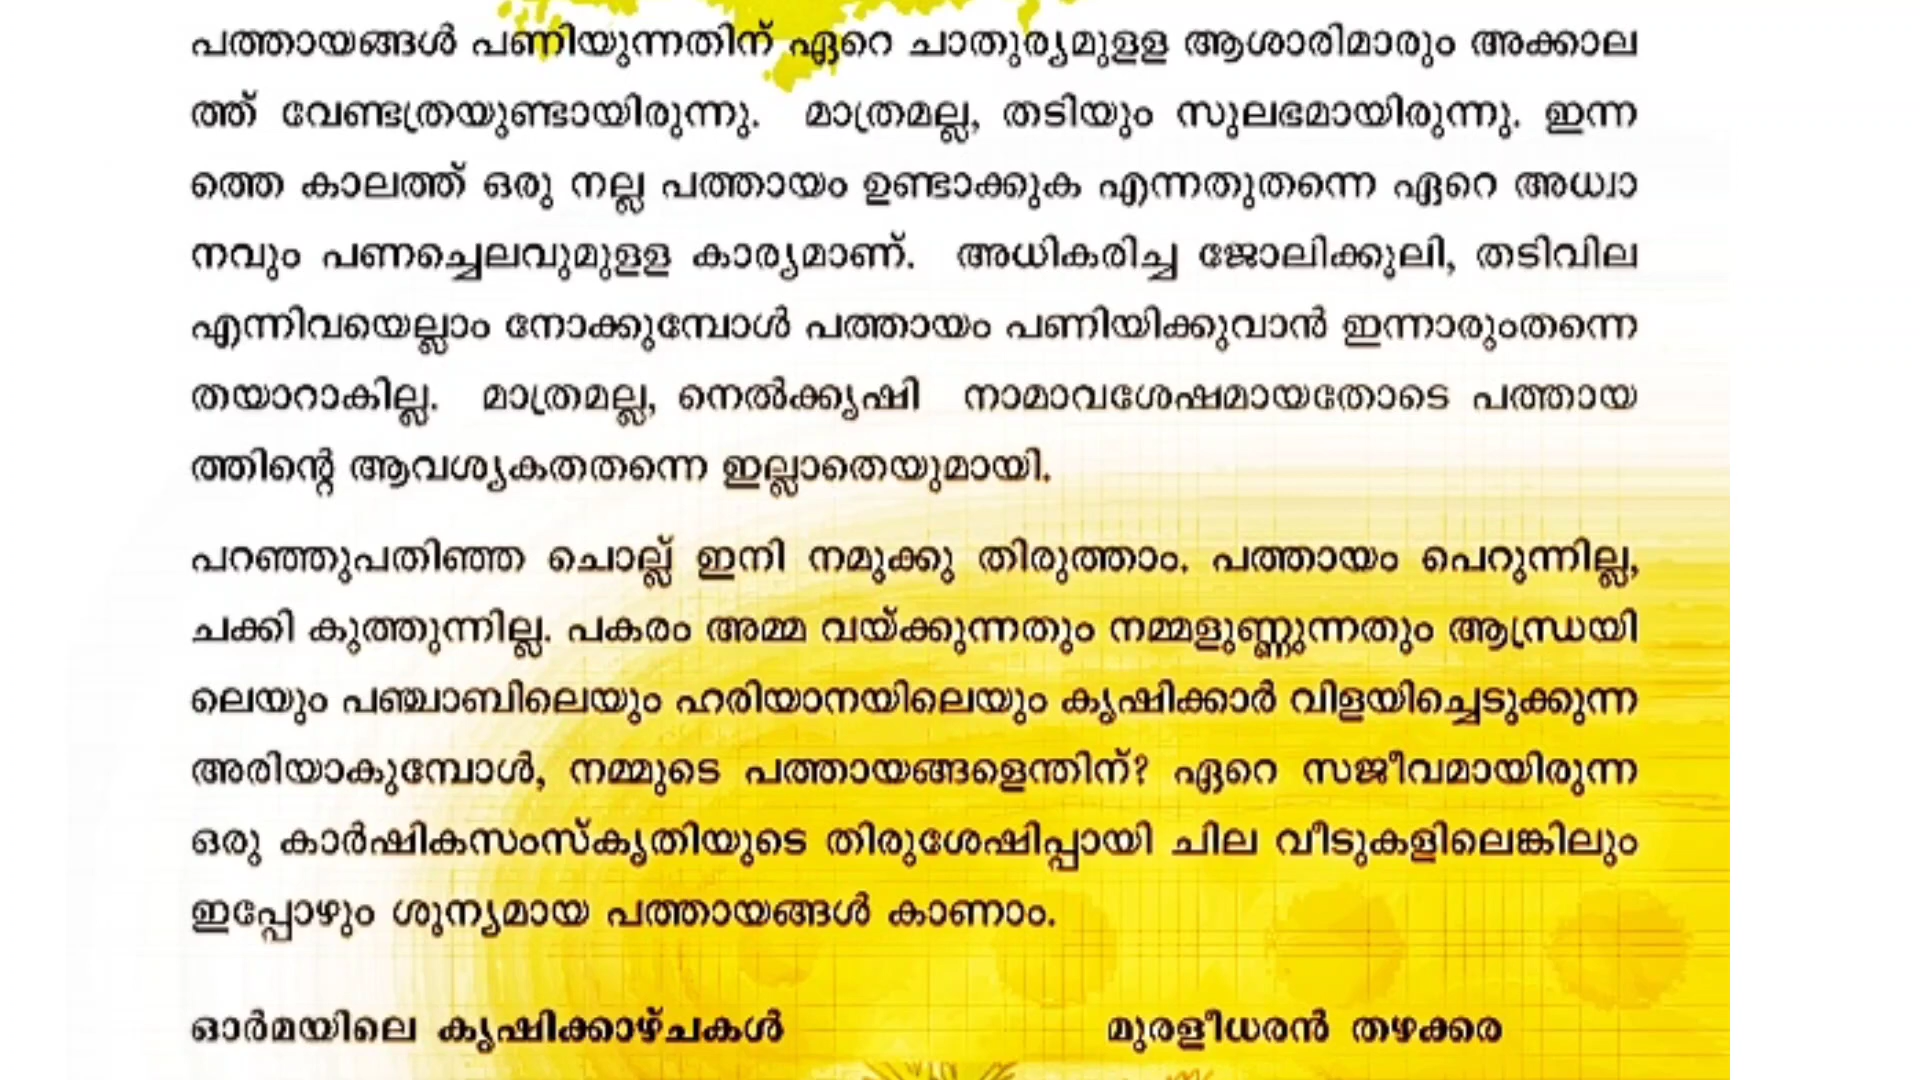 പത്തായങ്ങൾ പണിയുന്നതിന് ഏറെ ചാതുര്യമുളള ആശാരിമാരും അക്കാല
ത്ത് വേണ്ടത്രയുണ്ടായിരുന്നു. മാത്രമല്ല, തടിയും സുലഭമായിരുന്നു. ഇന്ന
ത്തെ കാലത്ത് ഒരു നല്ല പത്തായം ഉണ്ടാക്കുക എന്നതുതന്നെ ഏറെ അധ്വാ
നവും പണച്ചെലവുമുളള കാര്യമാണ്. അധികരിച്ച ജോലിക്കൂലി, തടിവില
എന്നിവയെല്ലാം നോക്കുമ്പോൾ പത്തായം പണിയിക്കുവാൻ ഇന്നാരുംതന്നെ
തയാറാകില്ല. മാത്രമല്ല, നെൽക്കൃഷി നാമാവശേഷമായതോടെ പത്തായ
ത്തിന്റെ ആവശ്യകതതന്നെ ഇല്ലാതെയുമായി.
പറഞ്ഞുപതിഞ്ഞ ചൊല്ല് ഇനി നമുക്കു തിരുത്താം. പത്തായം പെറുന്നില്ല,
ചക്കി കുത്തുന്നില്ല. പകരം അമ്മ വയ്ക്കുന്നതും നമ്മളുണ്ണുന്നതും ആന്ധ്രയി
ലെയും പഞ്ചാബിലെയും ഹരിയാനയിലെയും കൃഷിക്കാർ വിളയിച്ചെടുക്കുന്ന
അരിയാകുമ്പോൾ, നമ്മുടെ പത്തായങ്ങളെന്തിന്? ഏറെ സജീവമായിരുന്ന
ഒരു കാർഷികസംസ്കൃതിയുടെ തിരുശേഷിപ്പായി ചില വീടുകളിലെങ്കിലും
ഇപ്പോഴും ശൂന്യമായ പത്തായങ്ങൾ കാണാം.
ഓർമയിലെ കൃഷിക്കാഴ്ചകൾ മുരളീധരൻ തഴക്കര